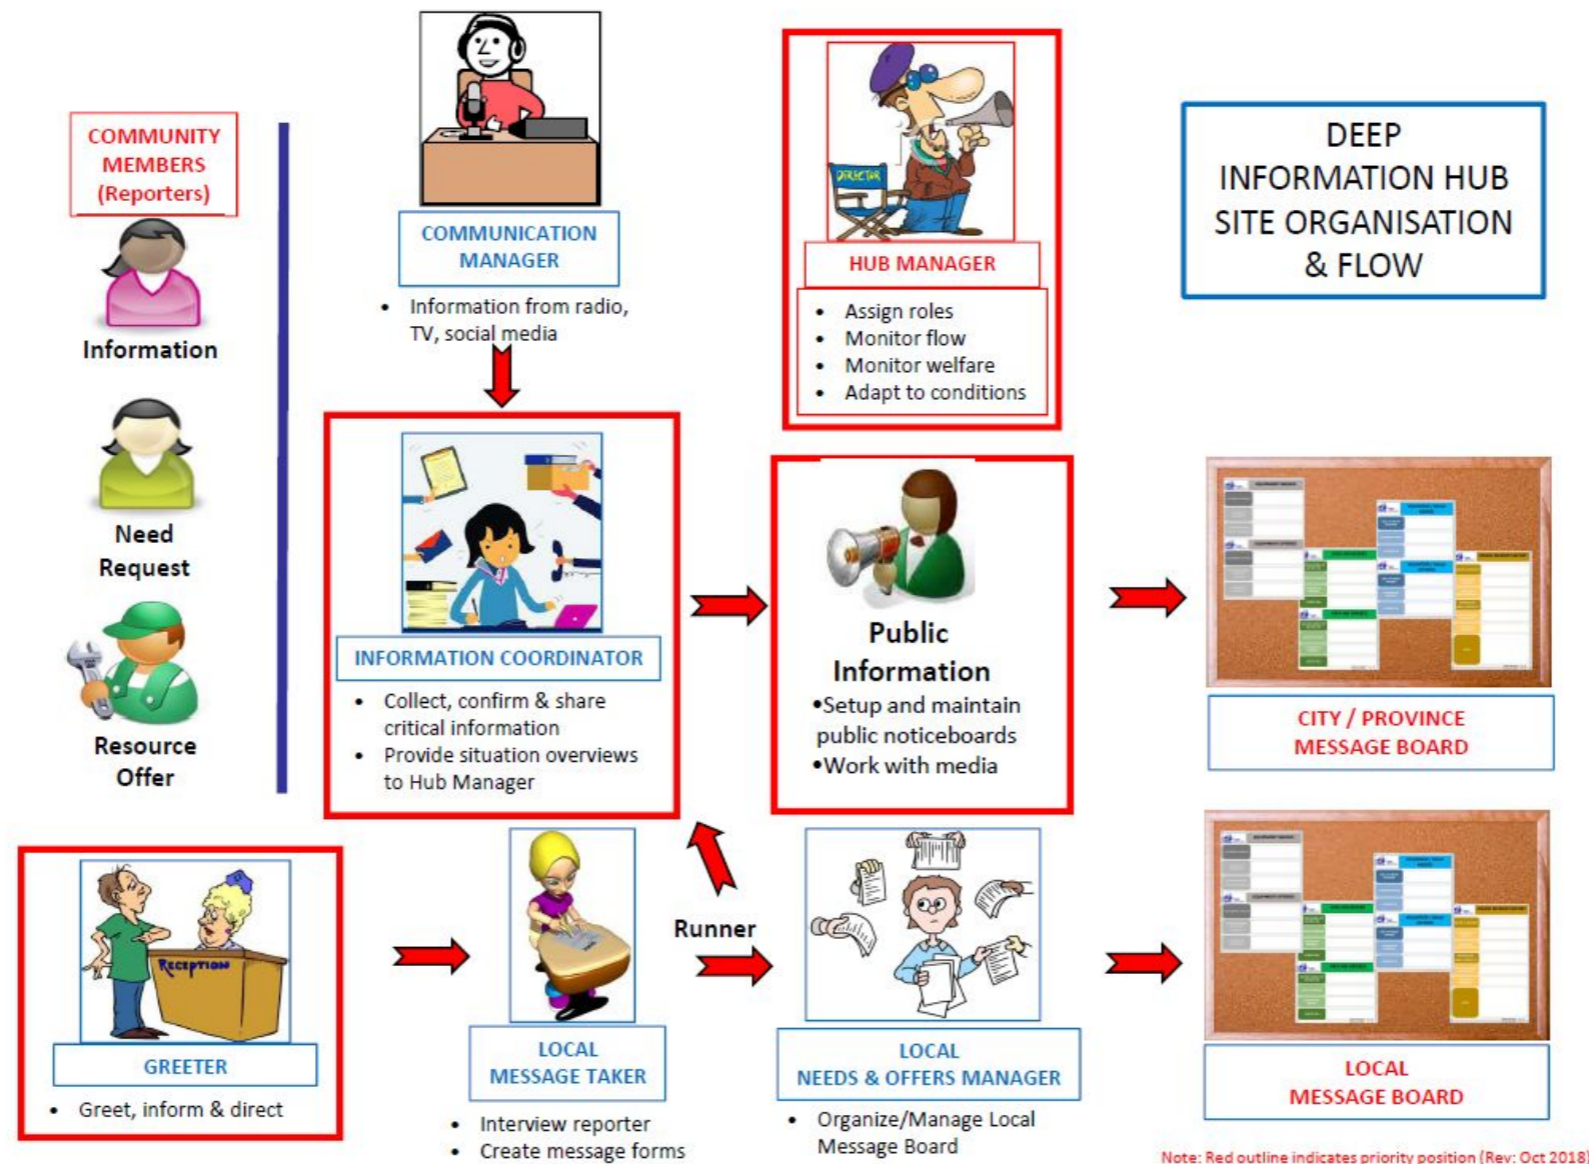 COMMUNITY
MEMBERS
(Reporters)
Information
Need
Request
Resource
Offer
COMMUNICATION
MANAGER
• Information from radio,
TV, social media
DIRECTOR
HUB MANAGER
• Assign roles
• Monitor flow
• Monitor welfare
• Adapt to conditions
DEEP
INFORMATION HUB
SITE ORGANISATION
& FLOW
INFORMATION COORDINATOR
• Collect, confirm & share
critical information
• Provide situation overviews
to Hub Manager
Public
Information
•Setup and maintain
public noticeboards
•Work with media
CITY / PROVINCE
MESSAGE BOARD
RECEPTION
GREETER
• Greet, inform & direct
LOCAL
MESSAGE TAKER
• Interview reporter
• Create message forms
Runner
LOCAL
NEEDS & OFFERS MANAGER
• Organize/Manage Local
Message Board
LOCAL
MESSAGE BOARD
Note: Red outline indicates priority position (Rev: Oct 2018)